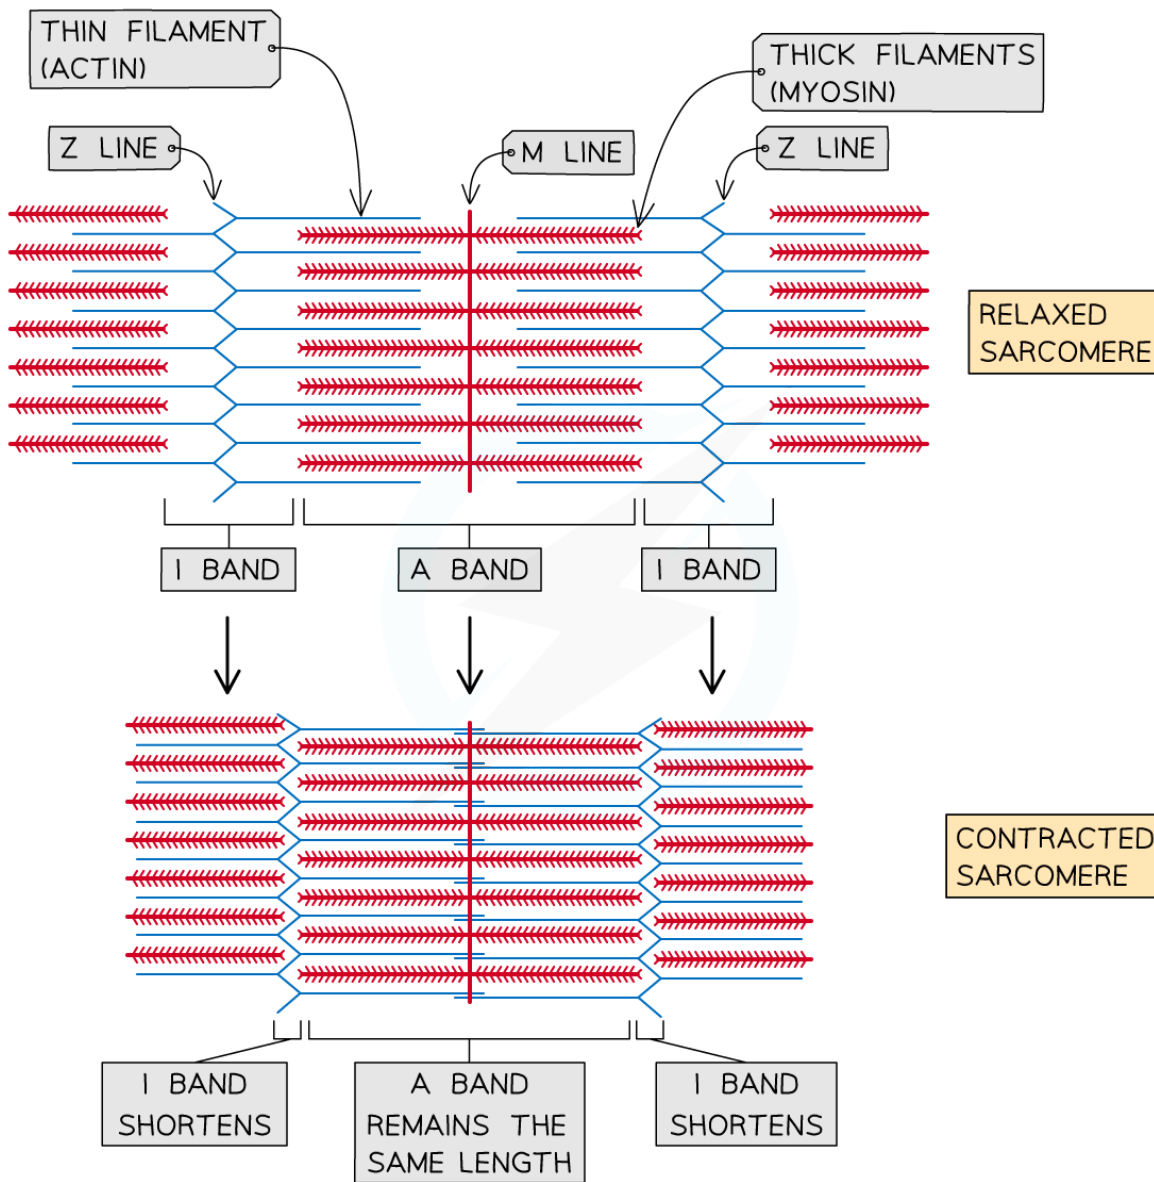 THIN FILAMENT
(ACTIN)
THICK FILAMENTS
(MYOSIN)
Z LINE
M LINE
Z LINE
RELAXED
SARCOMERE
I BAND
A BAND
I BAND
CONTRACTED
SARCOMERE
I BAND
SHORTENS
A BAND
REMAINS THE
SAME LENGTH
I BAND
SHORTENS